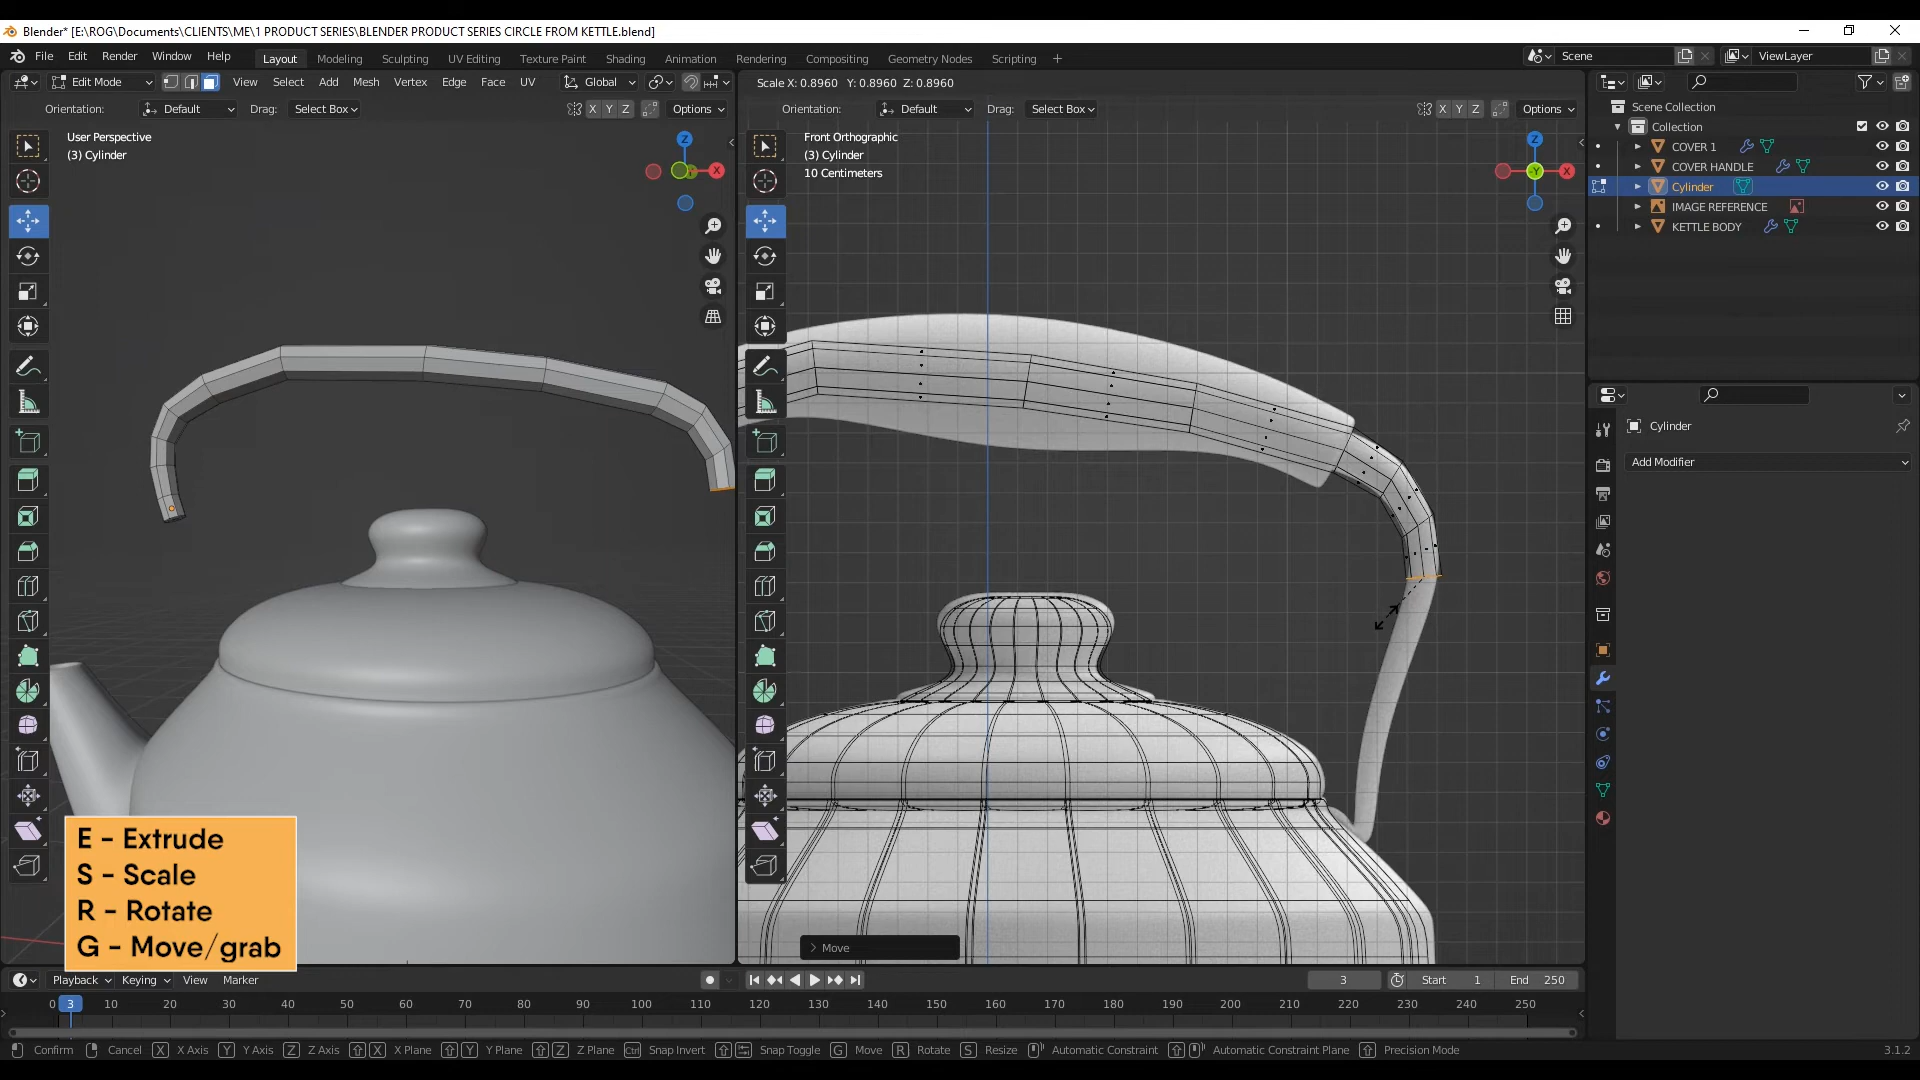 Blender* [E:\ROG\Documents\CLIENTS\ME\1 PRODUCT SERIES\BLENDER PRODUCT SERIES CIRCLE FROM KETTLE.blend]
File Edit Render Window Help Layout Modeling Sculpting UV Editing Texture Paint Shading Animation Rendering Compositing Geometry Nodes Scripting + Scene ViewLayer
Edit Mode View Select Add Mesh Vertex Edge Face UV Global Scale X: 0.8960 Y: 0.8960 Z: 0.8960
Orientation: Default Drag: Select Box X Y Z Options Orientation: Default Drag: Select Box X Y Z Options
Scene Collection
Collection
COVER 1
COVER HANDLE
Cylinder
IMAGE REFERENCE
KETTLE BODY
User Perspective
(3) Cylinder
Z
X
Front Orthographic
(3) Cylinder
10 Centimeters
Z
-Y
X
Cylinder
Add Modifier
E - Extrude
S - Scale
R - Rotate
G - Move/grab
Move
Playback Keying View Marker 3 Start 1 End 250
0 3 10 20 30 40 50 60 70 80 90 100 110 120 130 140 150 160 170 180 190 200 210 220 230 240 250
Confirm Cancel X X Axis Y Y Axis Z Z Axis X X Plane Y Y Plane Z Z Plane Ctrl Snap Invert Snap Toggle G Move R Rotate S Resize Automatic Constraint Automatic Constraint Plane Precision Mode 3.1.2